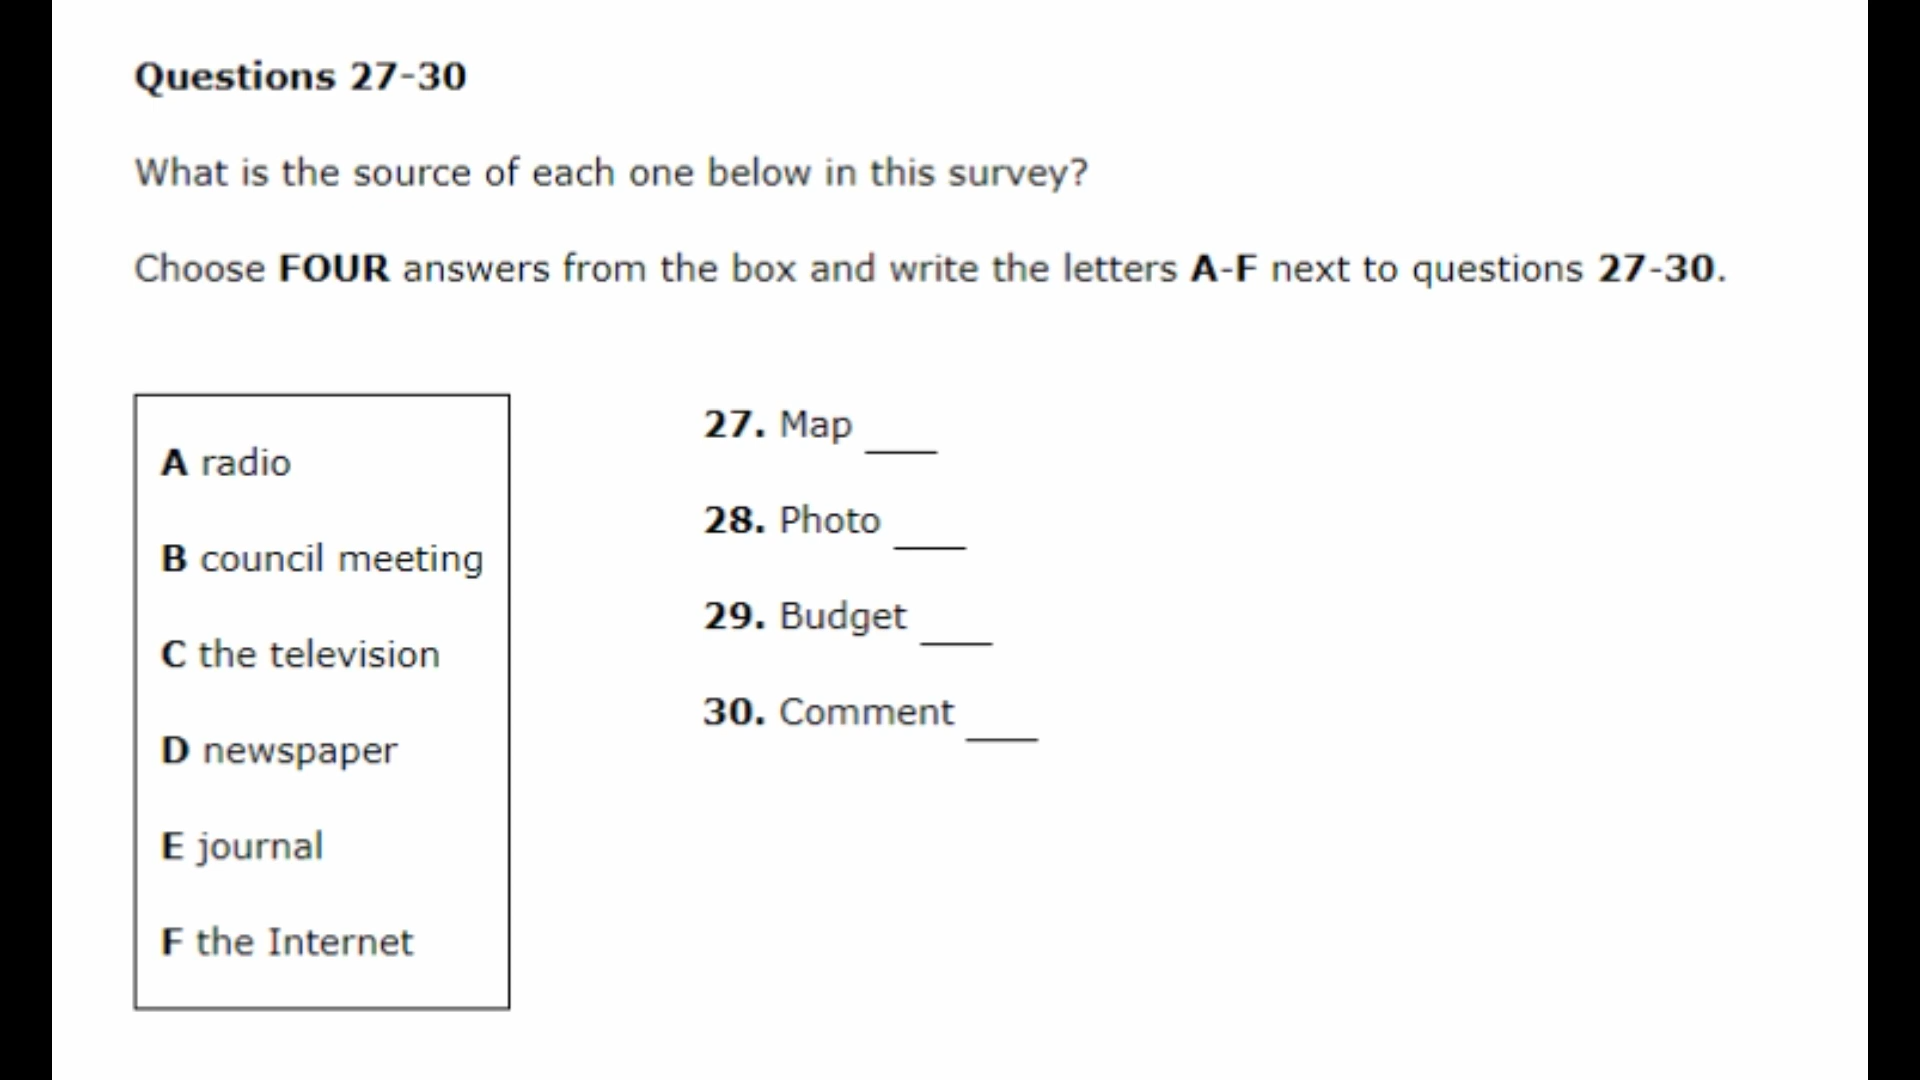 Questions 27-30
What is the source of each one below in this survey?
Choose FOUR answers from the box and write the letters A-F next to questions 27-30.
A radio
B council meeting
C the television
D newspaper
E journal
F the Internet
27. Map ___
28. Photo ___
29. Budget ___
30. Comment ___